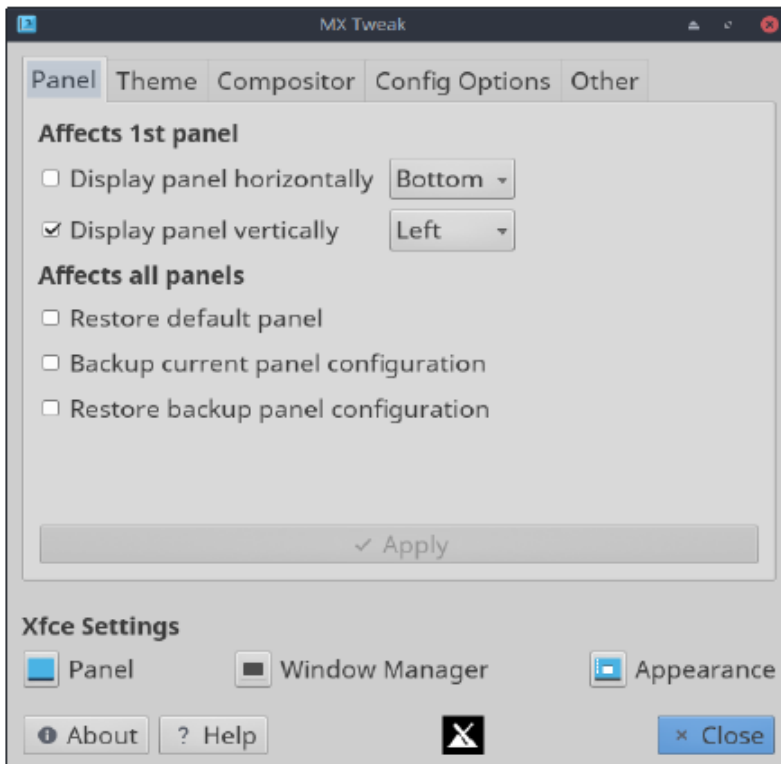 MX Tweak
Panel Theme Compositor Config Options Other
Affects 1st panel
Display panel horizontally Bottom
Display panel vertically Left
Affects all panels
Restore default panel
Backup current panel configuration
Restore backup panel configuration
Apply
Xfce Settings
Panel Window Manager Appearance
About ? Help Close